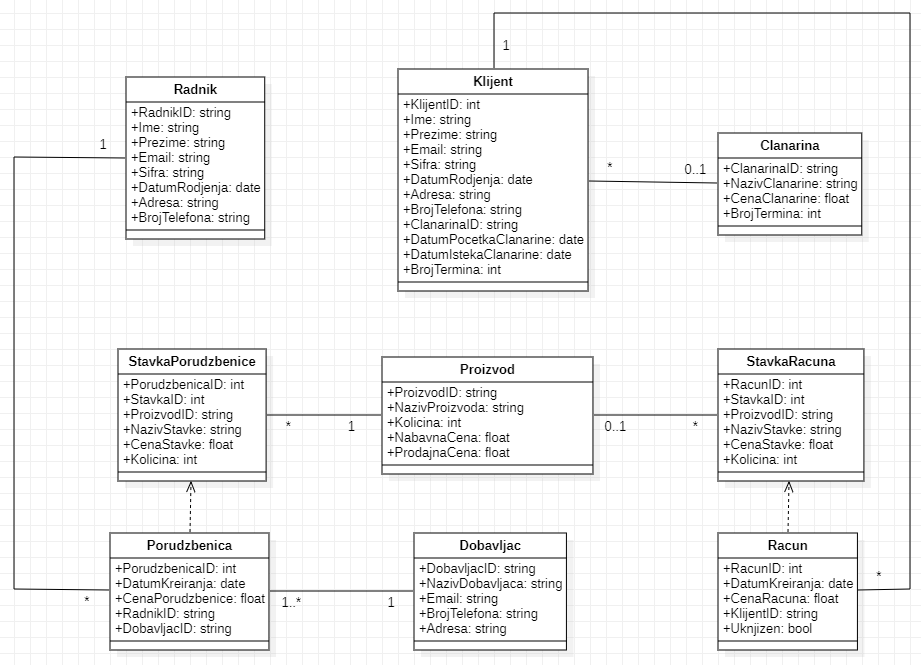 Radnik
+RadnikID: string
+Ime: string
+Prezime: string
+Email: string
+Sifra: string
+DatumRodjenja: date
+Adresa: string
+BrojTelefona: string
1
Klijent
+KlijentID: int
+Ime: string
+Prezime: string
+Email: string
+Sifra: string
+DatumRodjenja: date
+Adresa: string
+BrojTelefona: string
+ClanarinaID: string
+DatumPocetkaClanarine: date
+DatumIstekaClanarine: date
+BrojTermina: int
1
*
0..1
Clanarina
+ClanarinaID: string
+NazivClanarine: string
+CenaClanarine: float
+BrojTermina: int
StavkaPorudzbenice
+PorudzbenicaID: int
+StavkaID: int
+ProizvodID: string
+NazivStavke: string
+CenaStavke: float
+Kolicina: int
*
1
Proizvod
+ProizvodID: string
+NazivProizvoda: string
+Kolicina: int
+NabavnaCena: float
+ProdajnaCena: float
0..1
*
StavkaRacuna
+RacunID: int
+StavkaID: int
+ProizvodID: string
+NazivStavke: string
+CenaStavke: float
+Kolicina: int
*
Porudzbenica
+PorudzbenicaID: int
+DatumKreiranja: date
+CenaPorudzbenice: float
+RadnikID: string
+DobavljacID: string
1..*
1
Dobavljac
+DobavljacID: string
+NazivDobavljaca: string
+Email: string
+BrojTelefona: string
+Adresa: string
Racun
+RacunID: int
+DatumKreiranja: date
+CenaRacuna: float
+KlijentID: string
+Uknjizen: bool
*